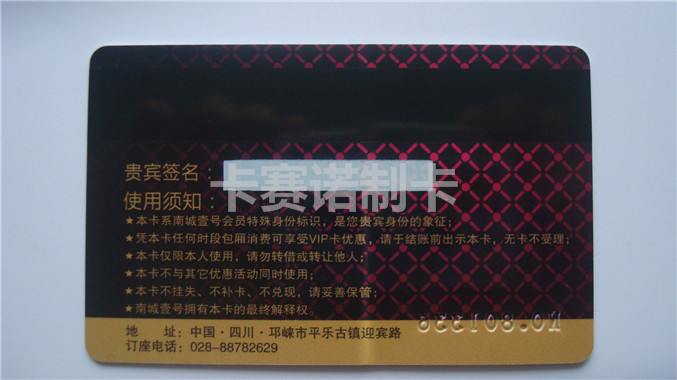 贵宾签名：
卡赛诺制卡
使用须知：
★本卡系南城壹号会员特殊身份标识，是您贵宾身份的象征；
★凭本卡任何时段包厢消费可享受VIP卡优惠，请于结账前出示本卡，无卡不受理；
★本卡仅限本人使用，请勿转借或转让他人；
★本卡不与其它优惠活动同时使用；
★本卡不挂失、不补卡、不兑现，请妥善保管；
★南城壹号拥有本卡的最终解释权。
NO.801336
地 址：中国·四川·邛崃市平乐古镇迎宾路
订座电话：028-88782629